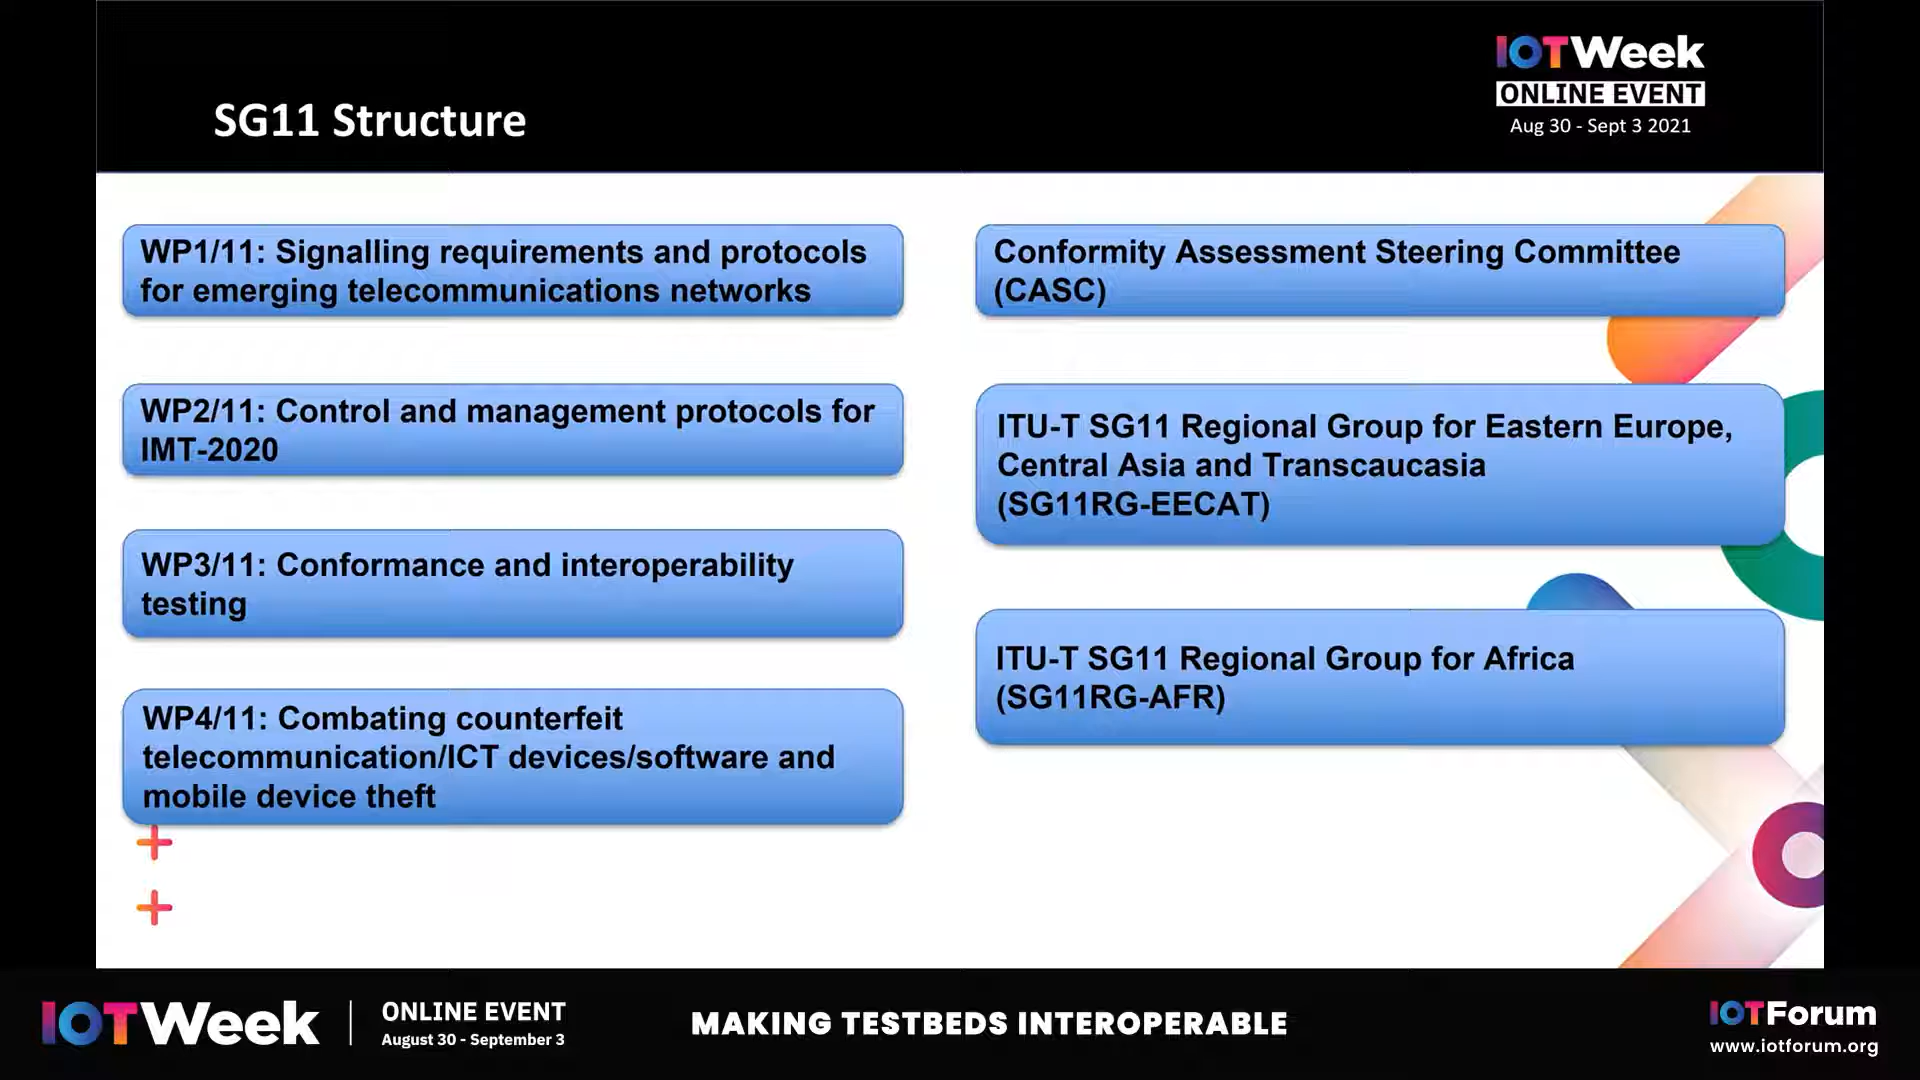 SG11 Structure
IOTWeek
ONLINE EVENT
Aug 30 - Sept 3 2021
WP1/11: Signalling requirements and protocols
for emerging telecommunications networks
WP2/11: Control and management protocols for
IMT-2020
WP3/11: Conformance and interoperability
testing
WP4/11: Combating counterfeit
telecommunication/ICT devices/software and
mobile device theft
Conformity Assessment Steering Committee
(CASC)
ITU-T SG11 Regional Group for Eastern Europe,
Central Asia and Transcaucasia
(SG11RG-EECAT)
ITU-T SG11 Regional Group for Africa
(SG11RG-AFR)
IOTWeek
ONLINE EVENT
August 30 - September 3
MAKING TESTBEDS INTEROPERABLE
IOTForum
www.iotforum.org